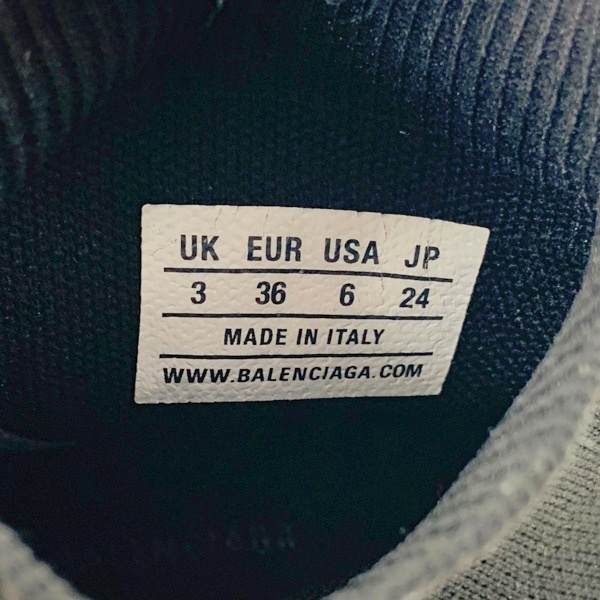 UK EUR USA JP
3 36 6 24
MADE IN ITALY
WWW.BALENCIAGA.COM